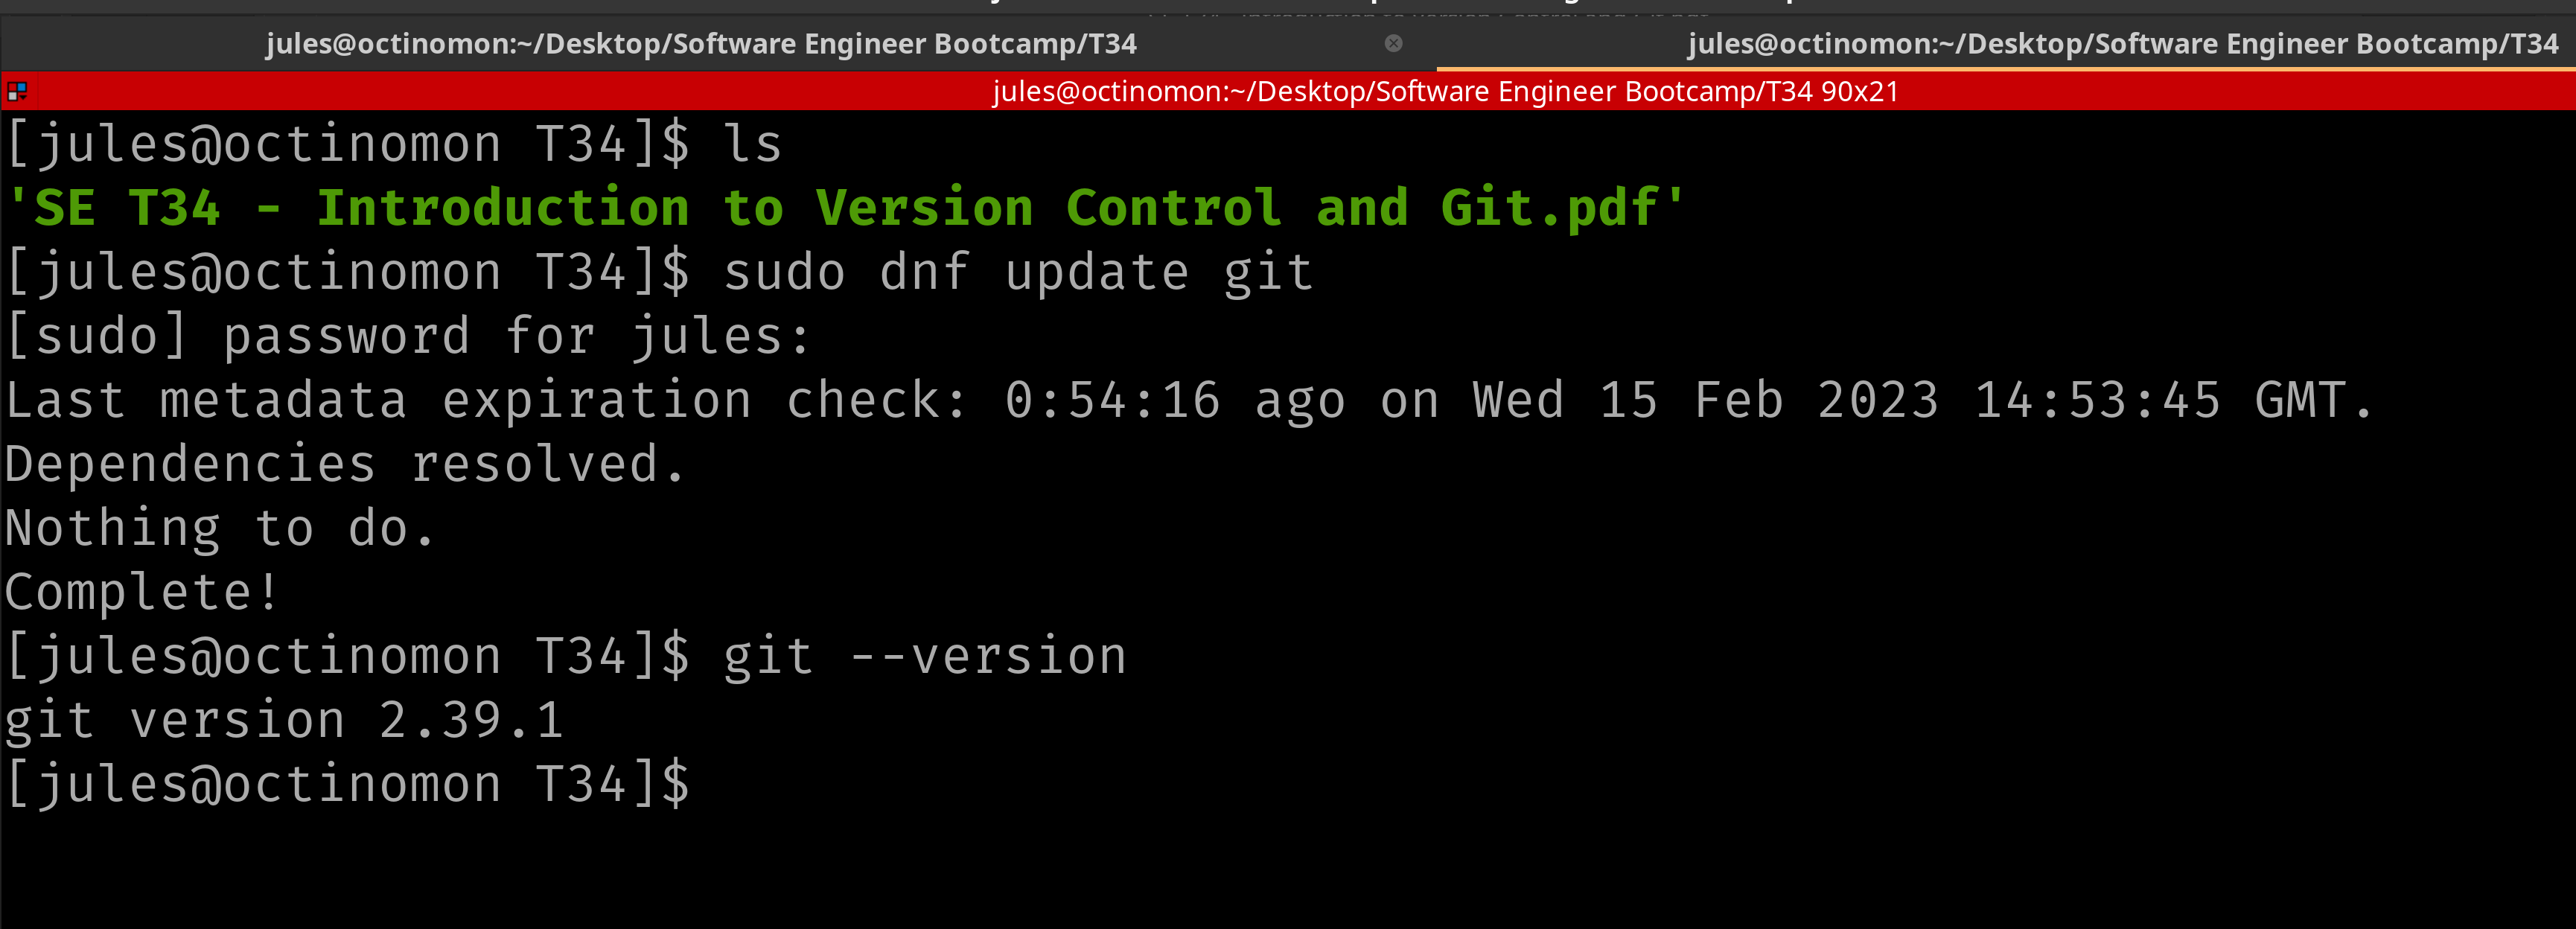 jules@octinomon:~/Desktop/Software Engineer Bootcamp/T34
jules@octinomon:~/Desktop/Software Engineer Bootcamp/T34
jules@octinomon:~/Desktop/Software Engineer Bootcamp/T34 90x21
[jules@octinomon T34]$ ls
'SE T34 - Introduction to Version Control and Git.pdf'
[jules@octinomon T34]$ sudo dnf update git
[sudo] password for jules:
Last metadata expiration check: 0:54:16 ago on Wed 15 Feb 2023 14:53:45 GMT.
Dependencies resolved.
Nothing to do.
Complete!
[jules@octinomon T34]$ git --version
git version 2.39.1
[jules@octinomon T34]$